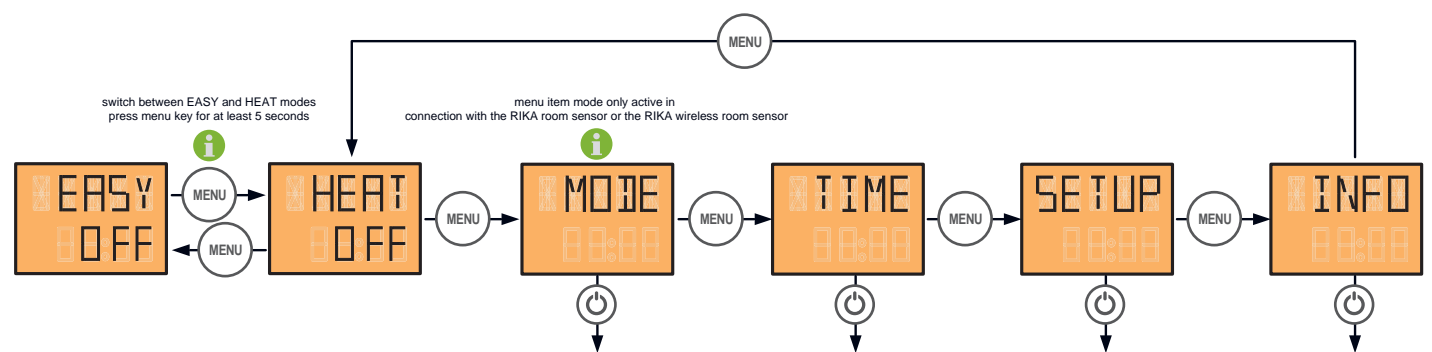 MENU
switch between EASY and HEAT modes
press menu key for at least 5 seconds
menu item mode only active in
connection with the RIKA room sensor or the RIKA wireless room sensor
EASY
OFF
MENU
MENU
HEAT
OFF
MENU
MODE
MENU
TIME
MENU
SETUP
MENU
INFO